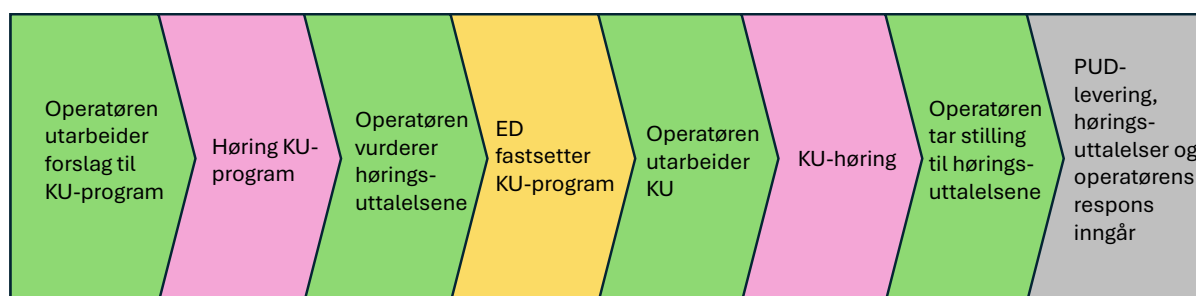 Operatøren
utarbeider
forslag til
KU-program
Høring KU-
program
Operatøren
vurderer
hørings-
uttalelsene
ED
fastsetter
KU-program
Operatøren
utarbeider
KU
KU-høring
Operatøren
tar stilling
til hørings-
uttalelsene
PUD-
levering,
hørings-
uttalelser og
operatørens
respons
inngår